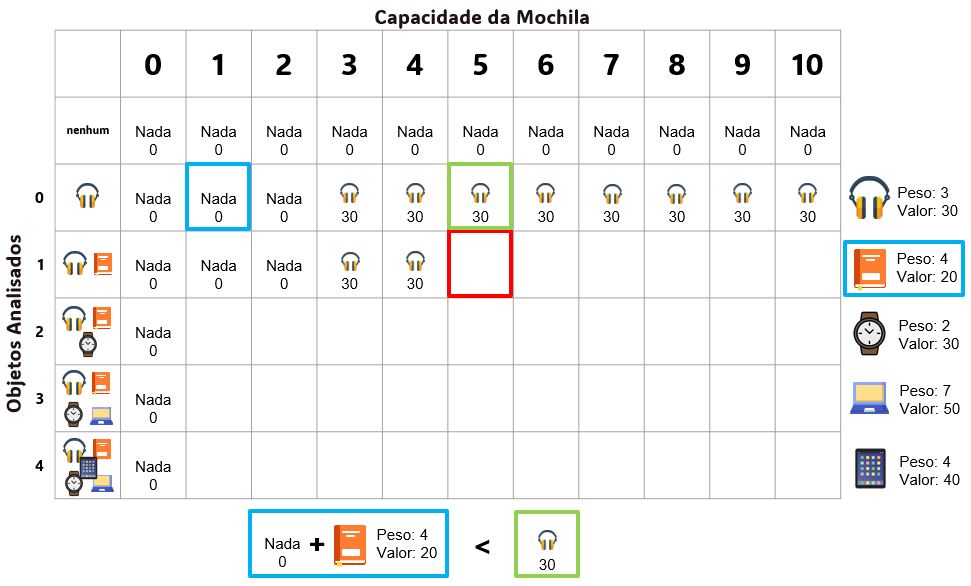 Capacidade da Mochila
0 1 2 3 4 5 6 7 8 9 10
nenhum Nada Nada Nada Nada Nada Nada Nada Nada Nada Nada Nada
0 0 0 0 0 0 0 0 0 0 0
Objetos Analisados
0 Nada Nada Nada
0 0 0 30 30 30 30 30 30 30 30
Peso: 3
Valor: 30
1 Nada Nada Nada
0 0 0 30 30
Peso: 4
Valor: 20
2 Nada
0
Peso: 2
Valor: 30
3 Nada
0
Peso: 7
Valor: 50
4 Nada
0
Peso: 4
Valor: 40
Nada
0
+
Peso: 4
Valor: 20
<
30